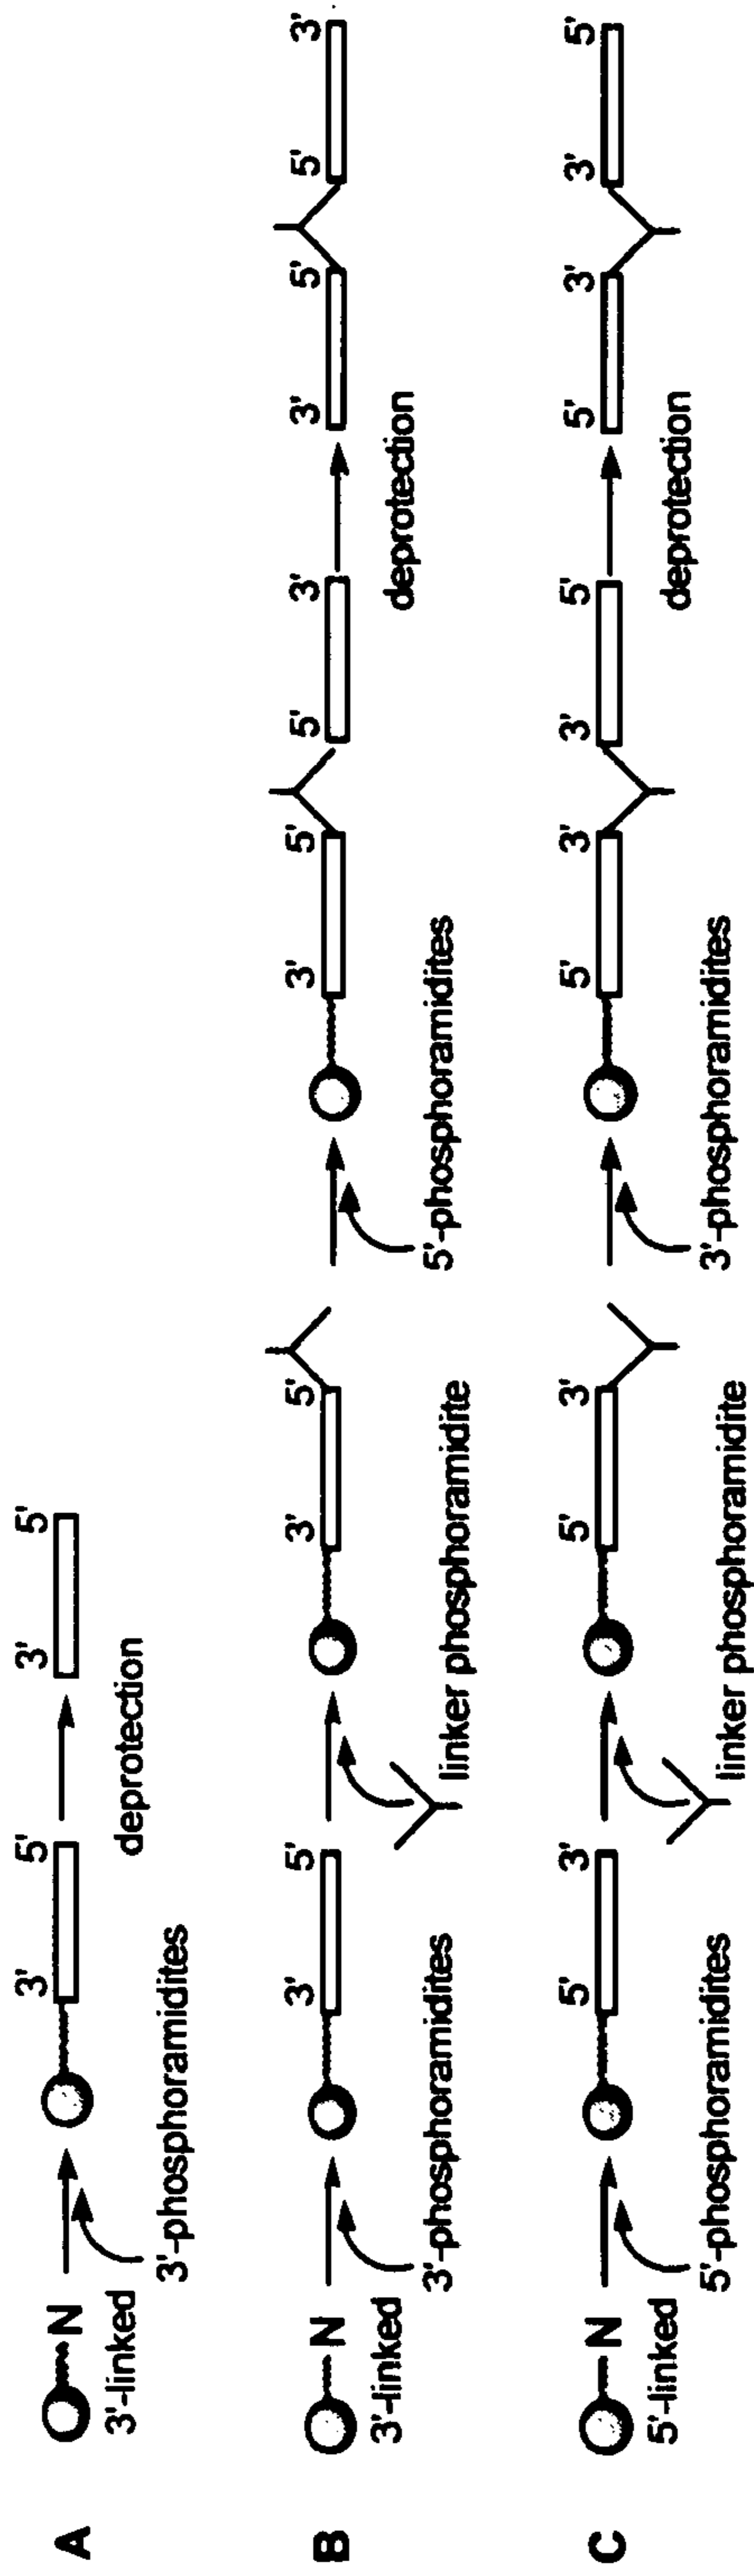 A
N
3'-linked
3'-phosphoramidites
3' 5'
deprotection
3' 5'
B
N
3'-linked
3'-phosphoramidites
3' 5'
linker phosphoramidite
3' 5'
5'-phosphoramidites
3' 5' 5' 3'
deprotection
3' 5' 5' 3'
C
N
5'-linked
5'-phosphoramidites
5' 3'
linker phosphoramidite
5' 3'
3'-phosphoramidites
5' 3' 3' 5'
deprotection
5' 3' 3' 5'